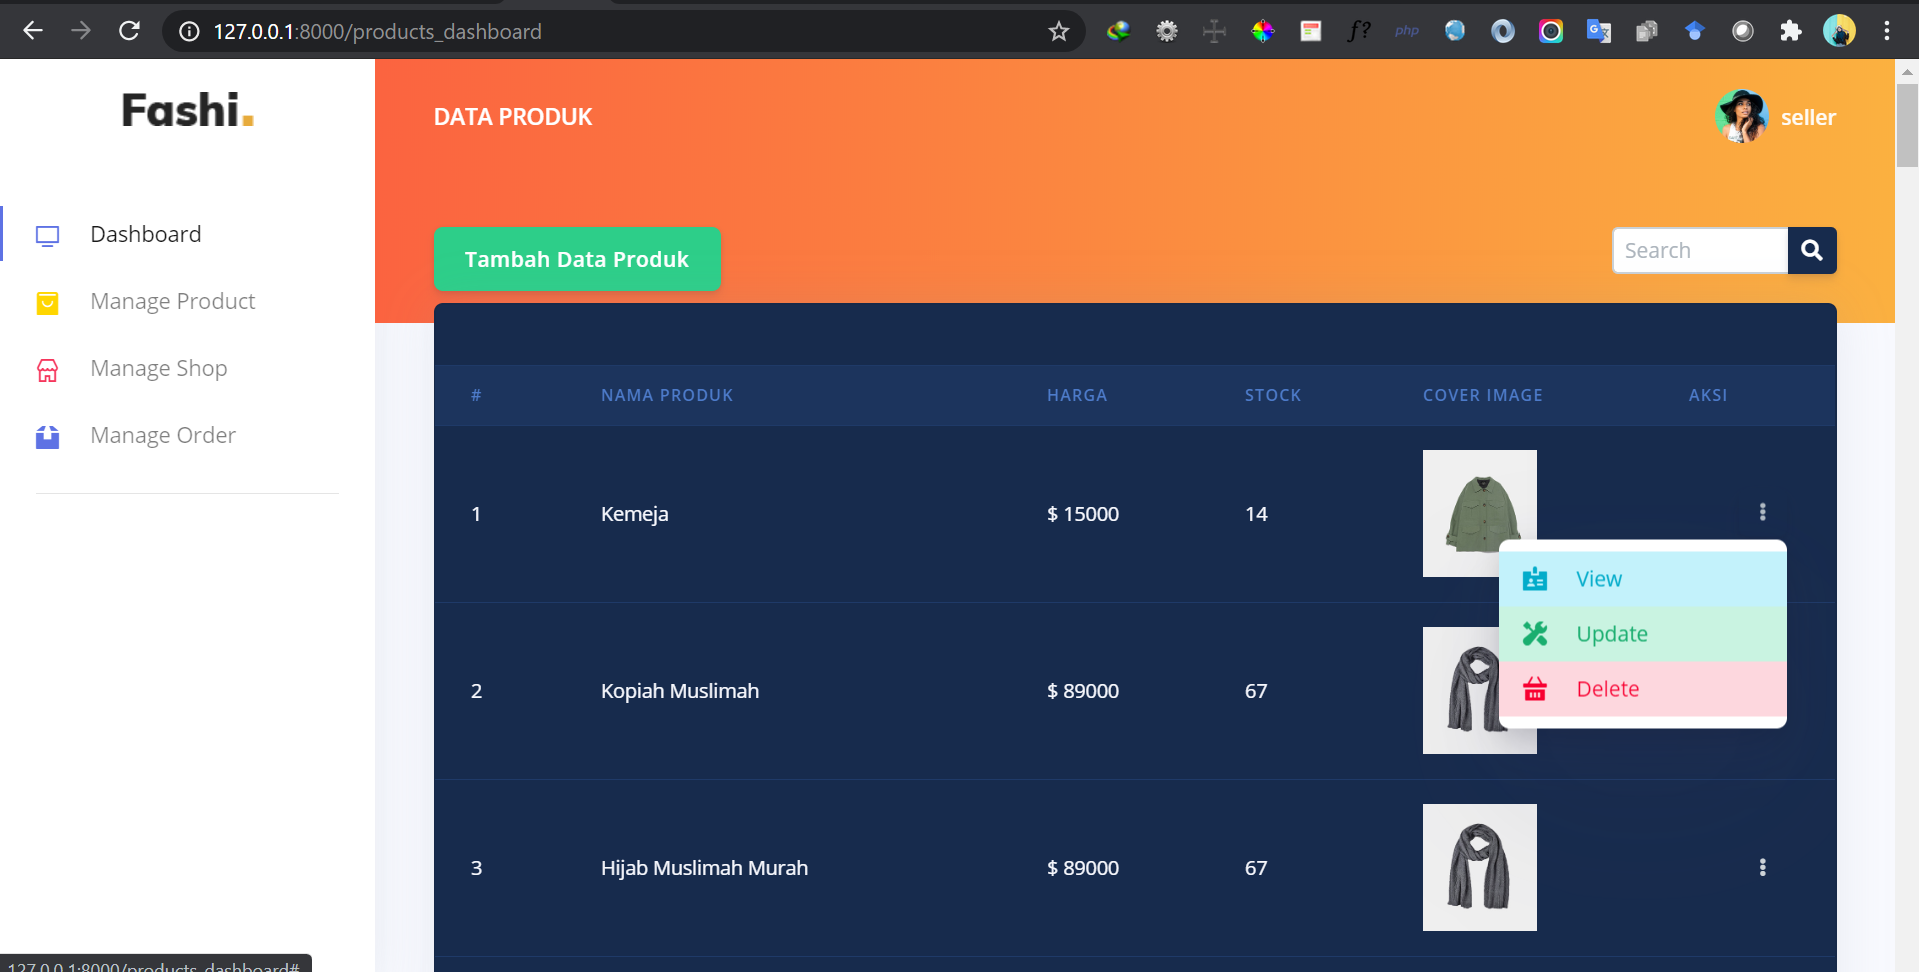 127.0.0.1:8000/products_dashboard
f?
php
Fashi.
DATA PRODUK
seller
Dashboard
Manage Product
Manage Shop
Manage Order
Tambah Data Produk
Search
# NAMA PRODUK HARGA STOCK COVER IMAGE AKSI
1 Kemeja $ 15000 14
View
Update
Delete
2 Kopiah Muslimah $ 89000 67
3 Hijab Muslimah Murah $ 89000 67
127.0.0.1:8000/products_dashboard#